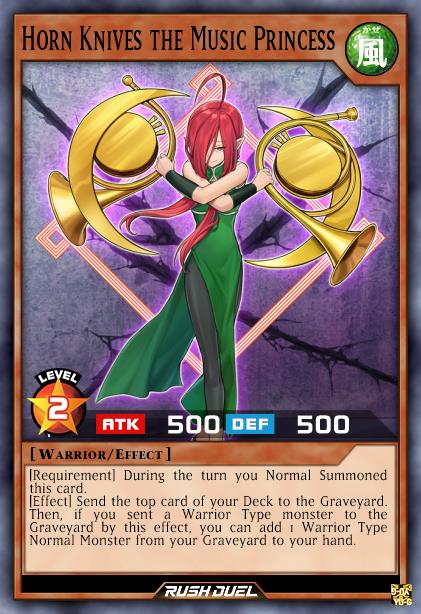 Horn Knives the Music Princess
かぜ
風
LEVEL
2
ATK 500 DEF 500
[Warrior/Effect]
[Requirement] During the turn you Normal Summoned
this card.
[Effect] Send the top card of your Deck to the Graveyard.
Then, if you sent a Warrior Type monster to the
Graveyard by this effect, you can add 1 Warrior Type
Normal Monster from your Graveyard to your hand.
RUSH DUEL